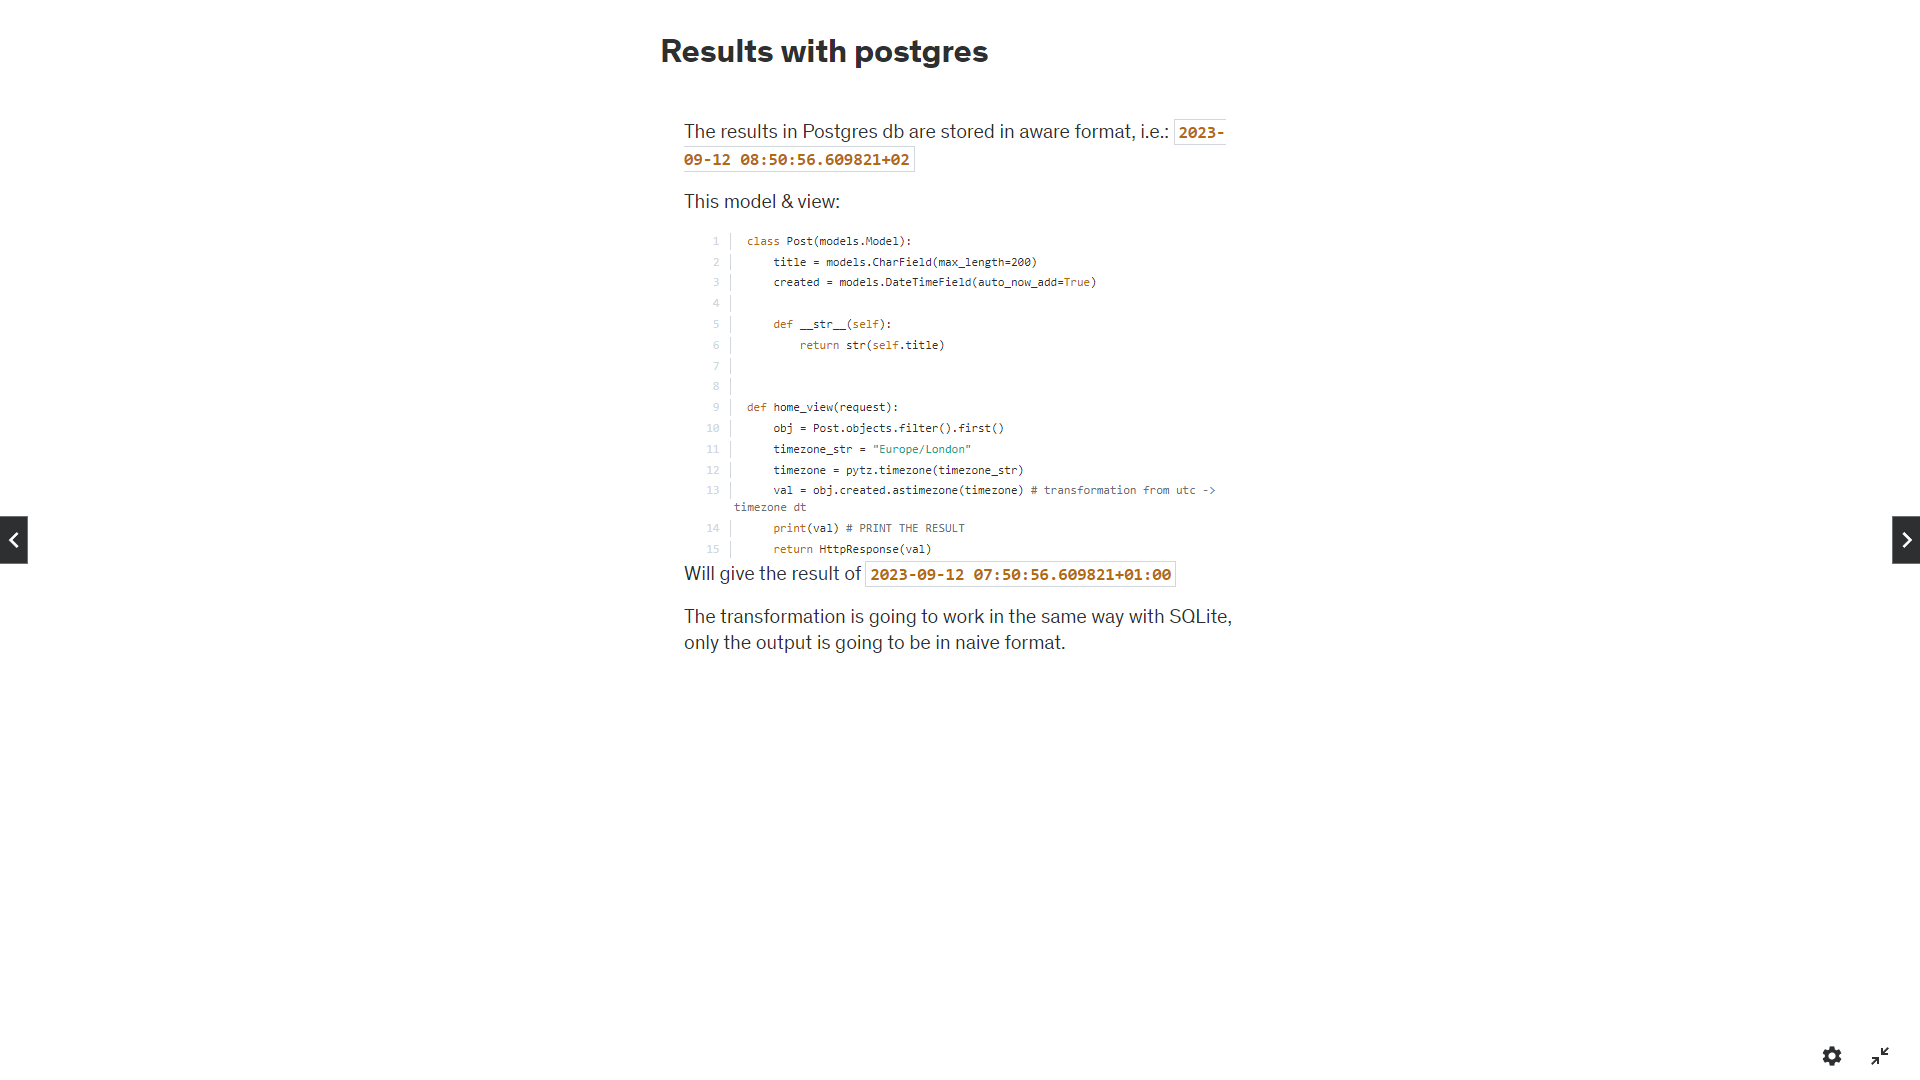 Results with postgres
The results in Postgres db are stored in aware format, i.e.: 2023-
09-12 08:50:56.609821+02
This model & view:
1 class Post(models.Model):
2 title = models.CharField(max_length=200)
3 created = models.DateTimeField(auto_now_add=True)
4
5 def __str__(self):
6 return str(self.title)
7
8
9 def home_view(request):
10 obj = Post.objects.filter().first()
11 timezone_str = "Europe/London"
12 timezone = pytz.timezone(timezone_str)
13 val = obj.created.astimezone(timezone) # transformation from utc ->
timezone dt
14 print(val) # PRINT THE RESULT
15 return HttpResponse(val)
Will give the result of 2023-09-12 07:50:56.609821+01:00
The transformation is going to work in the same way with SQLite,
only the output is going to be in naive format.